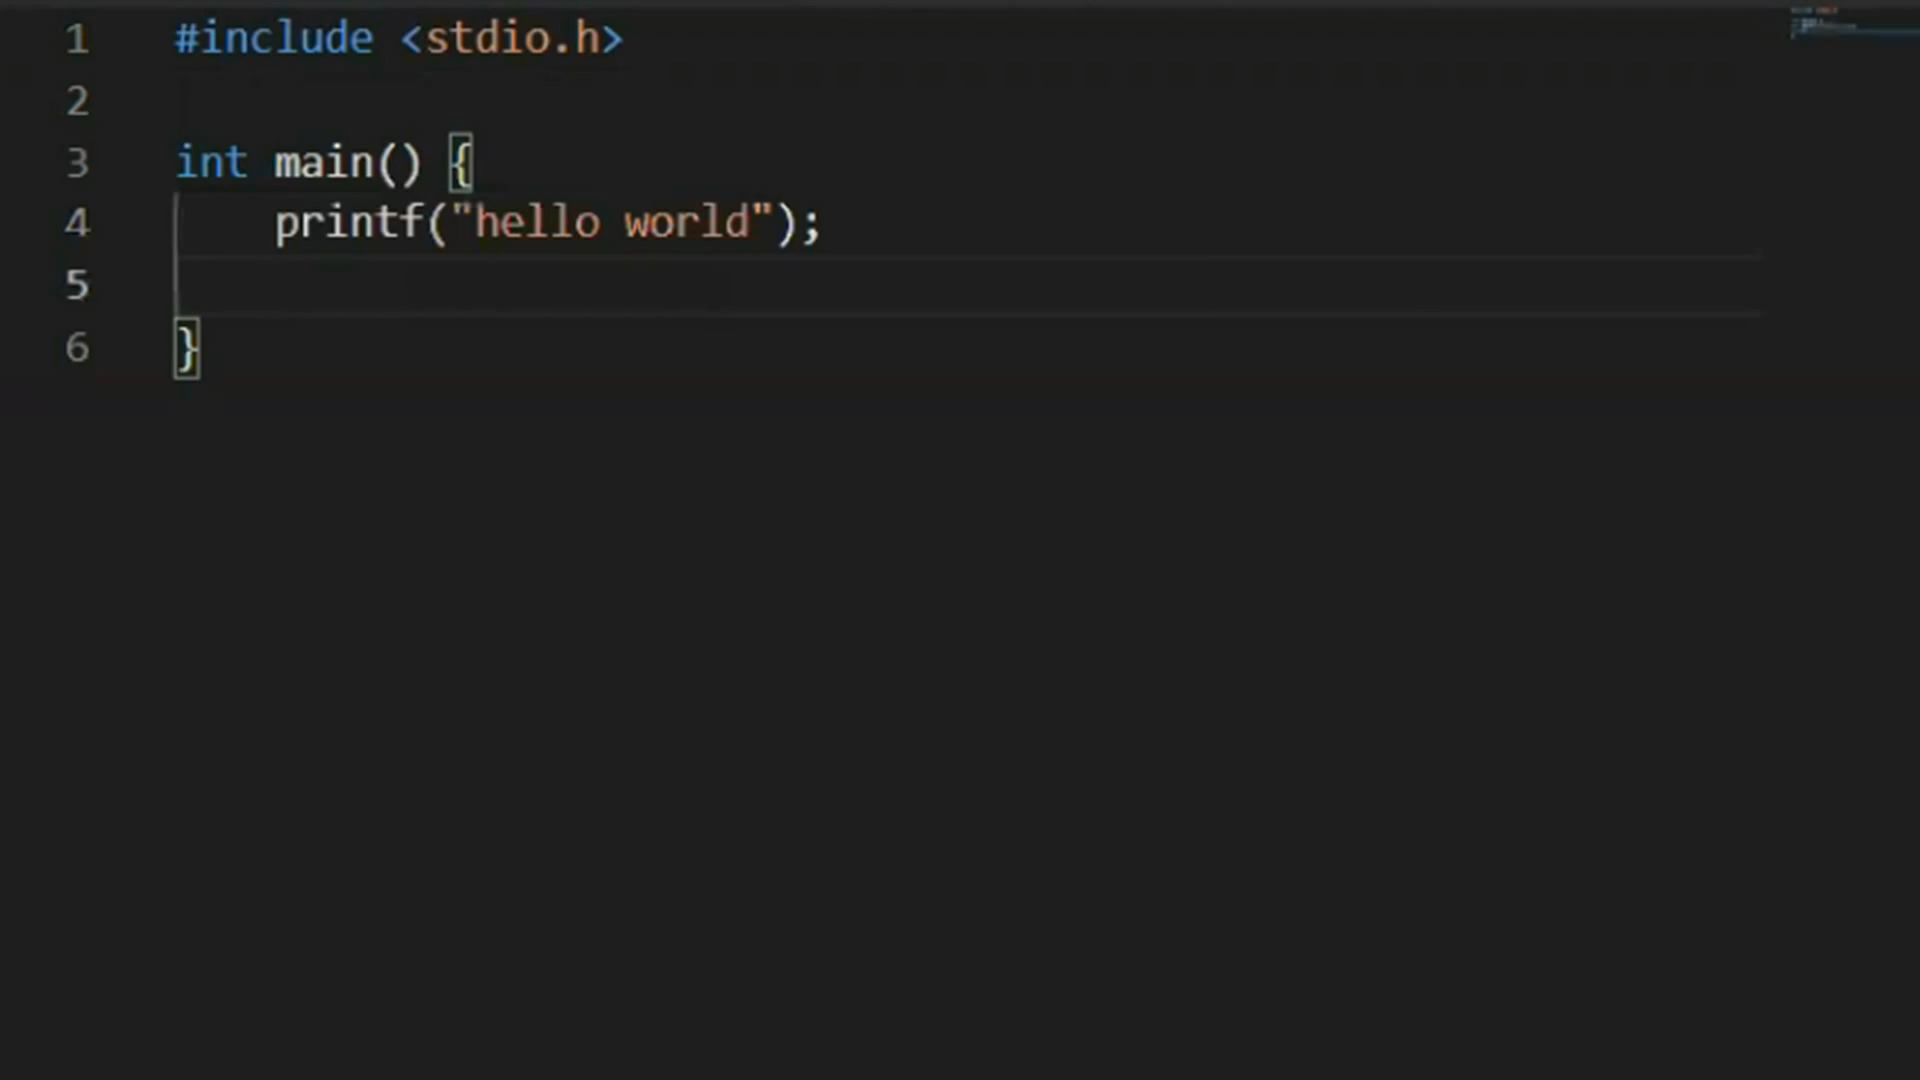 1 #include <stdio.h>
2
3 int main() {
4 printf("hello world");
5
6 }